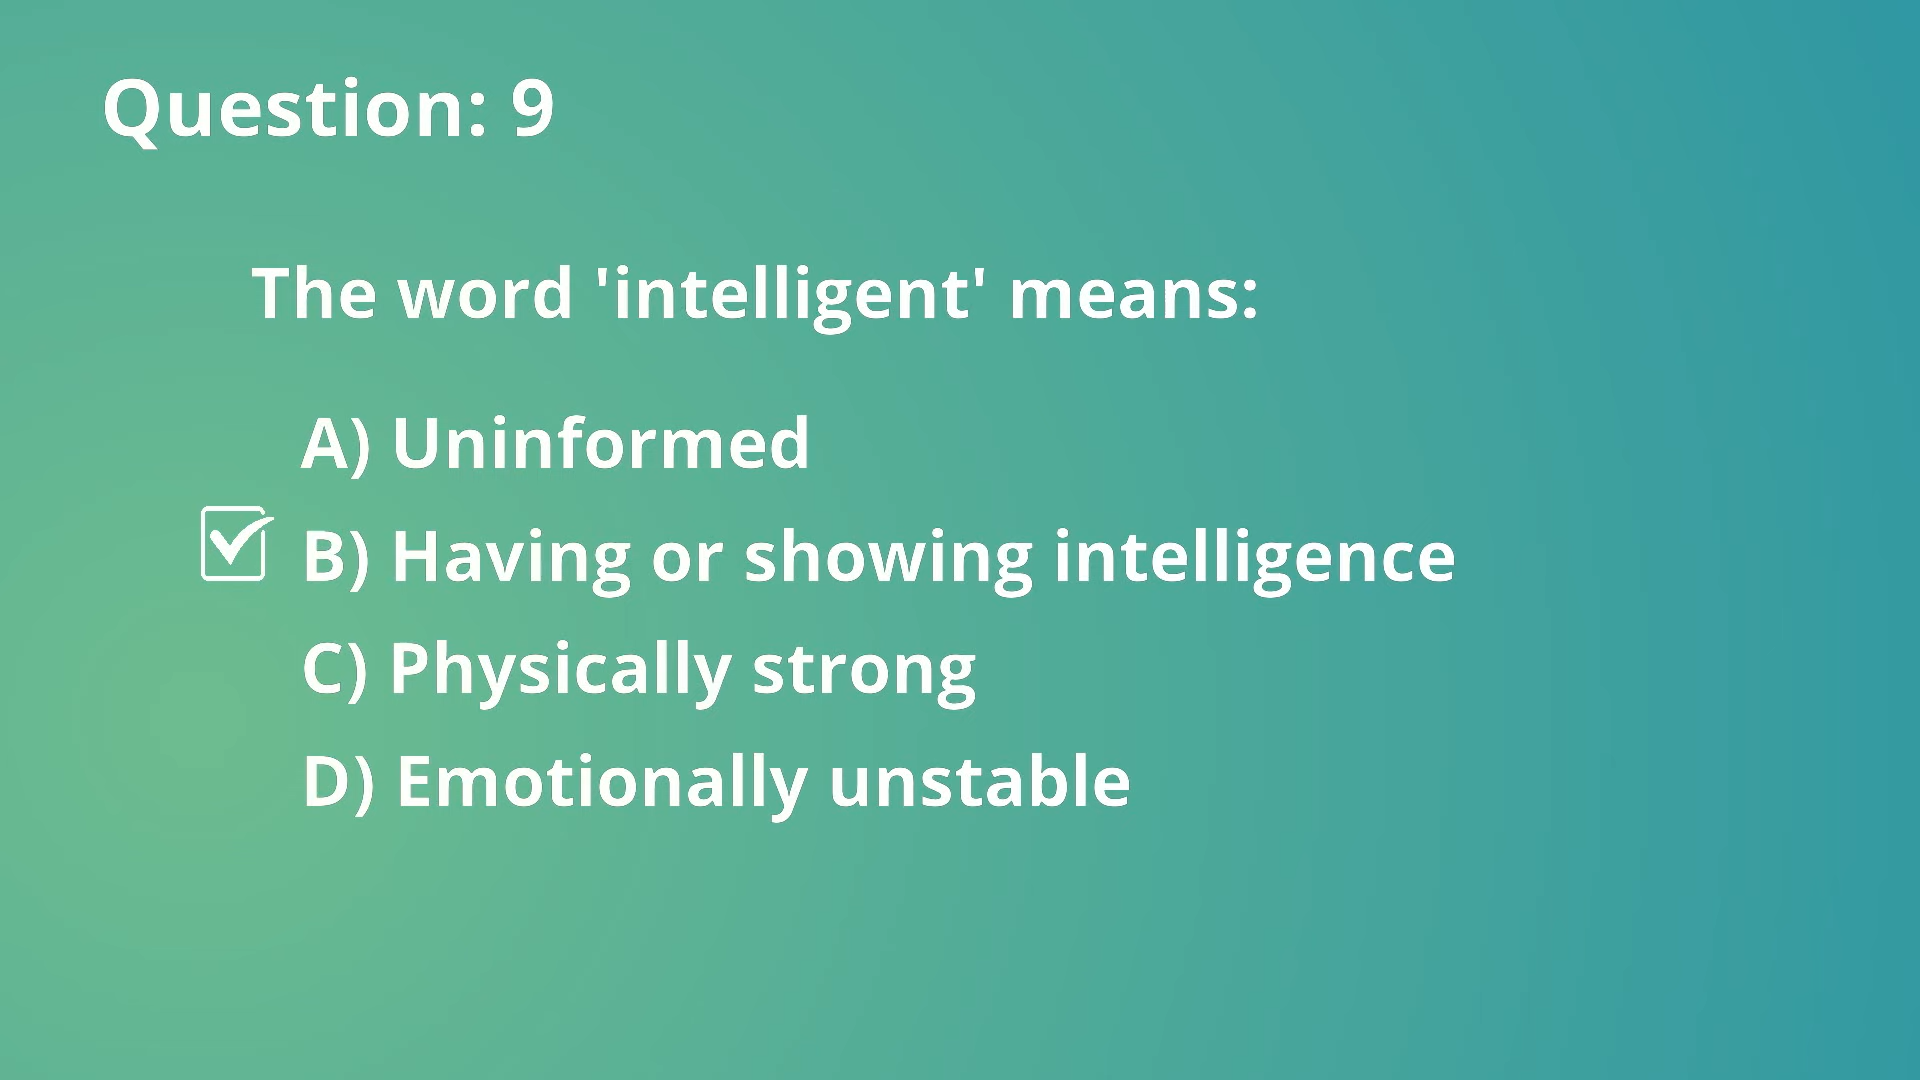 Question: 9
The word 'intelligent' means:
A) Uninformed
B) Having or showing intelligence
C) Physically strong
D) Emotionally unstable